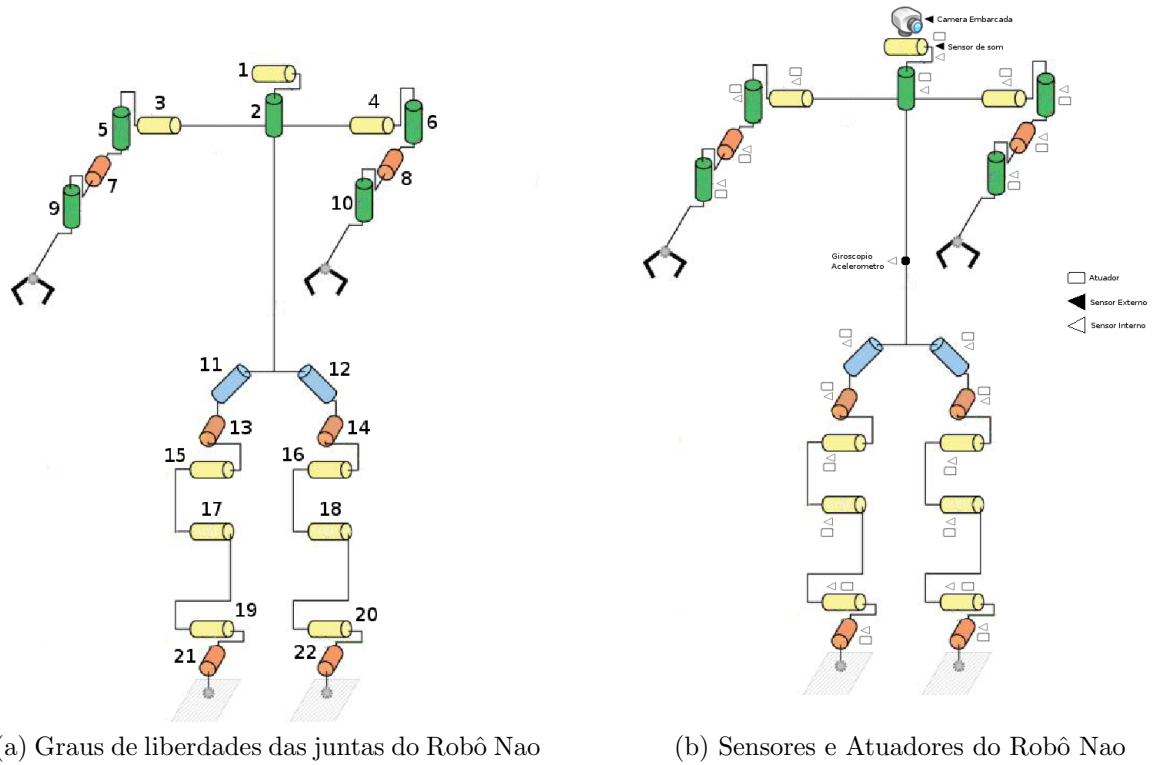 1
2
3
4
5
6
7
8
9
10
11
12
13
14
15
16
17
18
19
20
21
22
(a) Graus de liberdades das juntas do Robô Nao
Camera Embarcada
Sensor de som
Giroscopio
Acelerometro
Atuador
Sensor Externo
Sensor Interno
(b) Sensores e Atuadores do Robô Nao